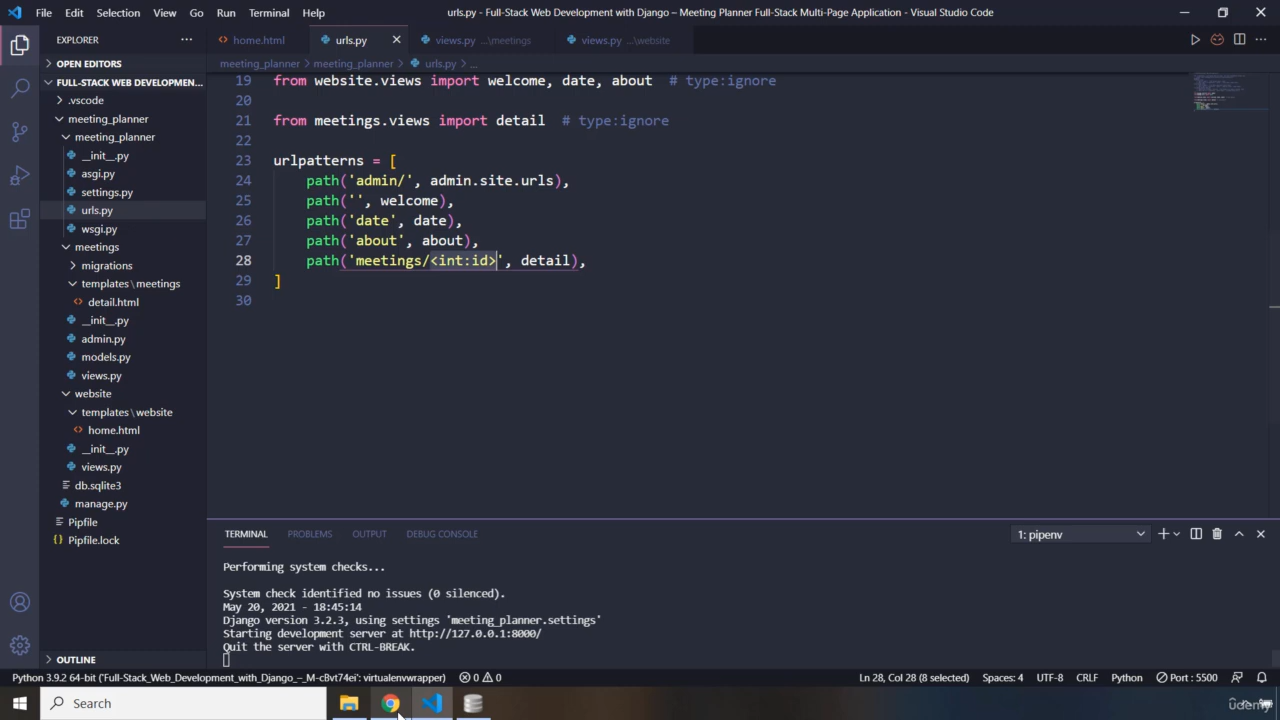 File Edit Selection View Go Run Terminal Help
urls.py - Full-Stack Web Development with Django – Meeting Planner Full-Stack Multi-Page Application - Visual Studio Code
EXPLORER
OPEN EDITORS
FULL-STACK WEB DEVELOPMEN...
.vscode
meeting_planner
meeting_planner
__init__.py
asgi.py
settings.py
urls.py
wsgi.py
meetings
migrations
templates \ meetings
detail.html
__init__.py
admin.py
models.py
views.py
website
templates \ website
home.html
__init__.py
views.py
db.sqlite3
manage.py
Pipfile
Pipfile.lock
OUTLINE
home.html urls.py views.py ...\meetings views.py ...\website
meeting_planner > meeting_planner > urls.py > ...
19 from website.views import welcome, date, about # type:ignore
20
21 from meetings.views import detail # type:ignore
22
23 urlpatterns = [
24 path('admin/', admin.site.urls),
25 path('', welcome),
26 path('date', date),
27 path('about', about),
28 path('meetings/<int:id>', detail),
29 ]
30
TERMINAL PROBLEMS OUTPUT DEBUG CONSOLE
1: pipenv
Performing system checks...
System check identified no issues (0 silenced).
May 20, 2021 - 18:45:14
Django version 3.2.3, using settings 'meeting_planner.settings'
Starting development server at http://127.0.0.1:8000/
Quit the server with CTRL-BREAK.
Python 3.9.2 64-bit ('Full-Stack_Web_Development_with_Django_–_M-c8vt74ei': virtualenvwrapper) 0 0
Ln 28, Col 28 (8 selected) Spaces: 4 UTF-8 CRLF Python Port : 5500
Search
Udemy